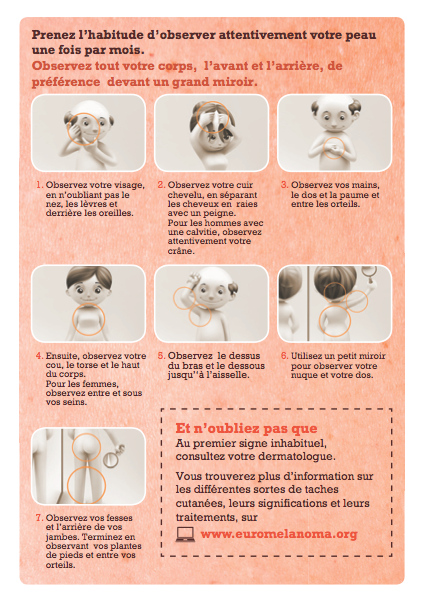 Prenez l'habitude d'observer attentivement votre peau
une fois par mois.
Observez tout votre corps, l'avant et l'arrière, de
préférence devant un grand miroir.
1. Observez votre visage,
en n'oubliant pas le
nez, les lèvres et
derrière les oreilles.
2. Observez votre cuir
chevelu, en séparant
les cheveux en raies
avec un peigne.
Pour les hommes avec
une calvitie, observez
attentivement votre
crâne.
3. Observez vos mains,
le dos et la paume et
entre les orteils.
4. Ensuite, observez votre
cou, le torse et le haut
du corps.
Pour les femmes,
observez entre et sous
vos seins.
5. Observez le dessus
du bras et le dessous
jusqu''à l'aisselle.
6. Utilisez un petit miroir
pour observer votre
nuque et votre dos.
7. Observez vos fesses
et l'arrière de vos
jambes. Terminez en
observant vos plantes
de pieds et entre vos
orteils.
Et n'oubliez pas que
Au premier signe inhabituel,
consultez votre dermatologue.
Vous trouverez plus d'information sur
les différentes sortes de taches
cutanées, leurs significations et leurs
traitements, sur
www.euromelanoma.org